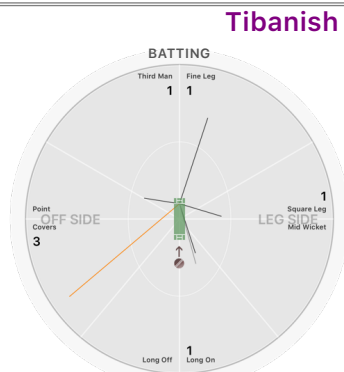 Tibanish
BATTING
Third Man Fine Leg
1 1
1
Point Square Leg
OFF SIDE LEG SIDE
Covers Mid Wicket
3
1
Long Off Long On